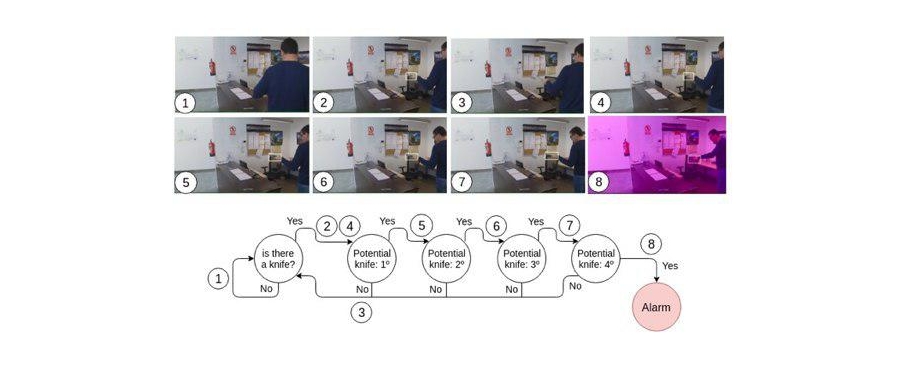 1
2
3
4
5
6
7
8
Yes
2
4
Yes
5
Yes
6
Yes
7
8
Yes
is there
a knife?
Potential
knife: 1º
Potential
knife: 2º
Potential
knife: 3º
Potential
knife: 4º
1
No
No
No
No
No
3
Alarm